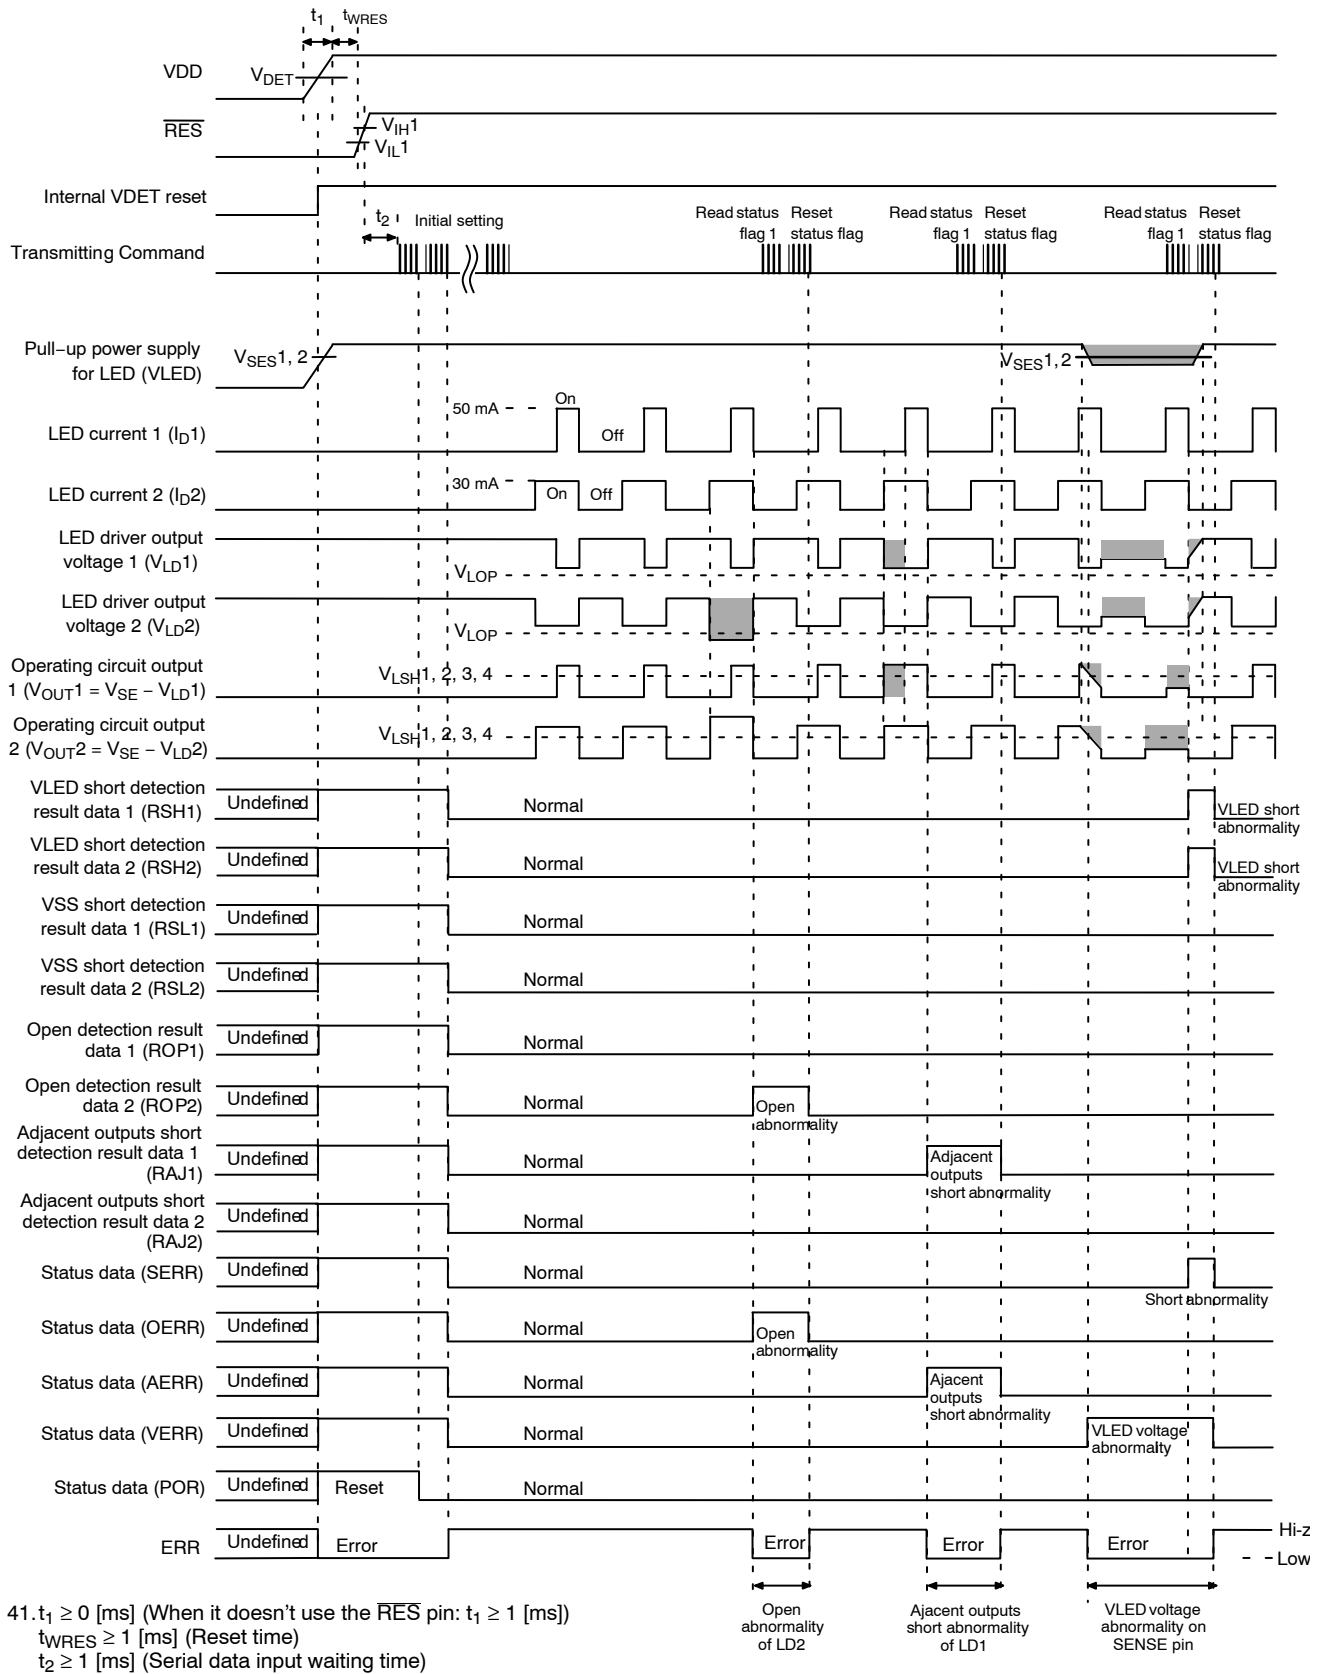 t1 tWRES
VDD
VDET
RES
VIH1
VIL1
Internal VDET reset
t2
Initial setting
Read status
flag 1
Reset
status flag
Read status
flag 1
Reset
status flag
Read status
flag 1
Reset
status flag
Transmitting Command
Pull−up power supply
for LED (VLED)
VSES1, 2
VSES1, 2
50 mA
On
Off
LED current 1 (ID1)
30 mA
On
Off
LED current 2 (ID2)
LED driver output
voltage 1 (VLD1)
VLOP
LED driver output
voltage 2 (VLD2)
VLOP
Operating circuit output
1 (VOUT1 = VSE − VLD1)
VLSH1, 2, 3, 4
Operating circuit output
2 (VOUT2 = VSE − VLD2)
VLSH1, 2, 3, 4
VLED short detection
result data 1 (RSH1)
Undefined
Normal
VLED short
abnormality
VLED short detection
result data 2 (RSH2)
Undefined
Normal
VLED short
abnormality
VSS short detection
result data 1 (RSL1)
Undefined
Normal
VSS short detection
result data 2 (RSL2)
Undefined
Normal
Open detection result
data 1 (ROP1)
Undefined
Normal
Open detection result
data 2 (ROP2)
Undefined
Normal
Open
abnormality
Adjacent outputs short
detection result data 1
(RAJ1)
Undefined
Normal
Adjacent
outputs
short abnormality
Adjacent outputs short
detection result data 2
(RAJ2)
Undefined
Normal
Status data (SERR)
Undefined
Normal
Short abnormality
Status data (OERR)
Undefined
Normal
Open
abnormality
Status data (AERR)
Undefined
Normal
Ajacent
outputs
short abnormality
Status data (VERR)
Undefined
Normal
VLED voltage
abnormality
Status data (POR)
Undefined
Reset
Normal
ERR
Undefined
Error
Error
Error
Error
Hi-z
Low
Open
abnormality
of LD2
Ajacent outputs
short abnormality
of LD1
VLED voltage
abnormality on
SENSE pin
41. t1 ≥ 0 [ms] (When it doesn't use the RES pin: t1 ≥ 1 [ms])
tWRES ≥ 1 [ms] (Reset time)
t2 ≥ 1 [ms] (Serial data input waiting time)